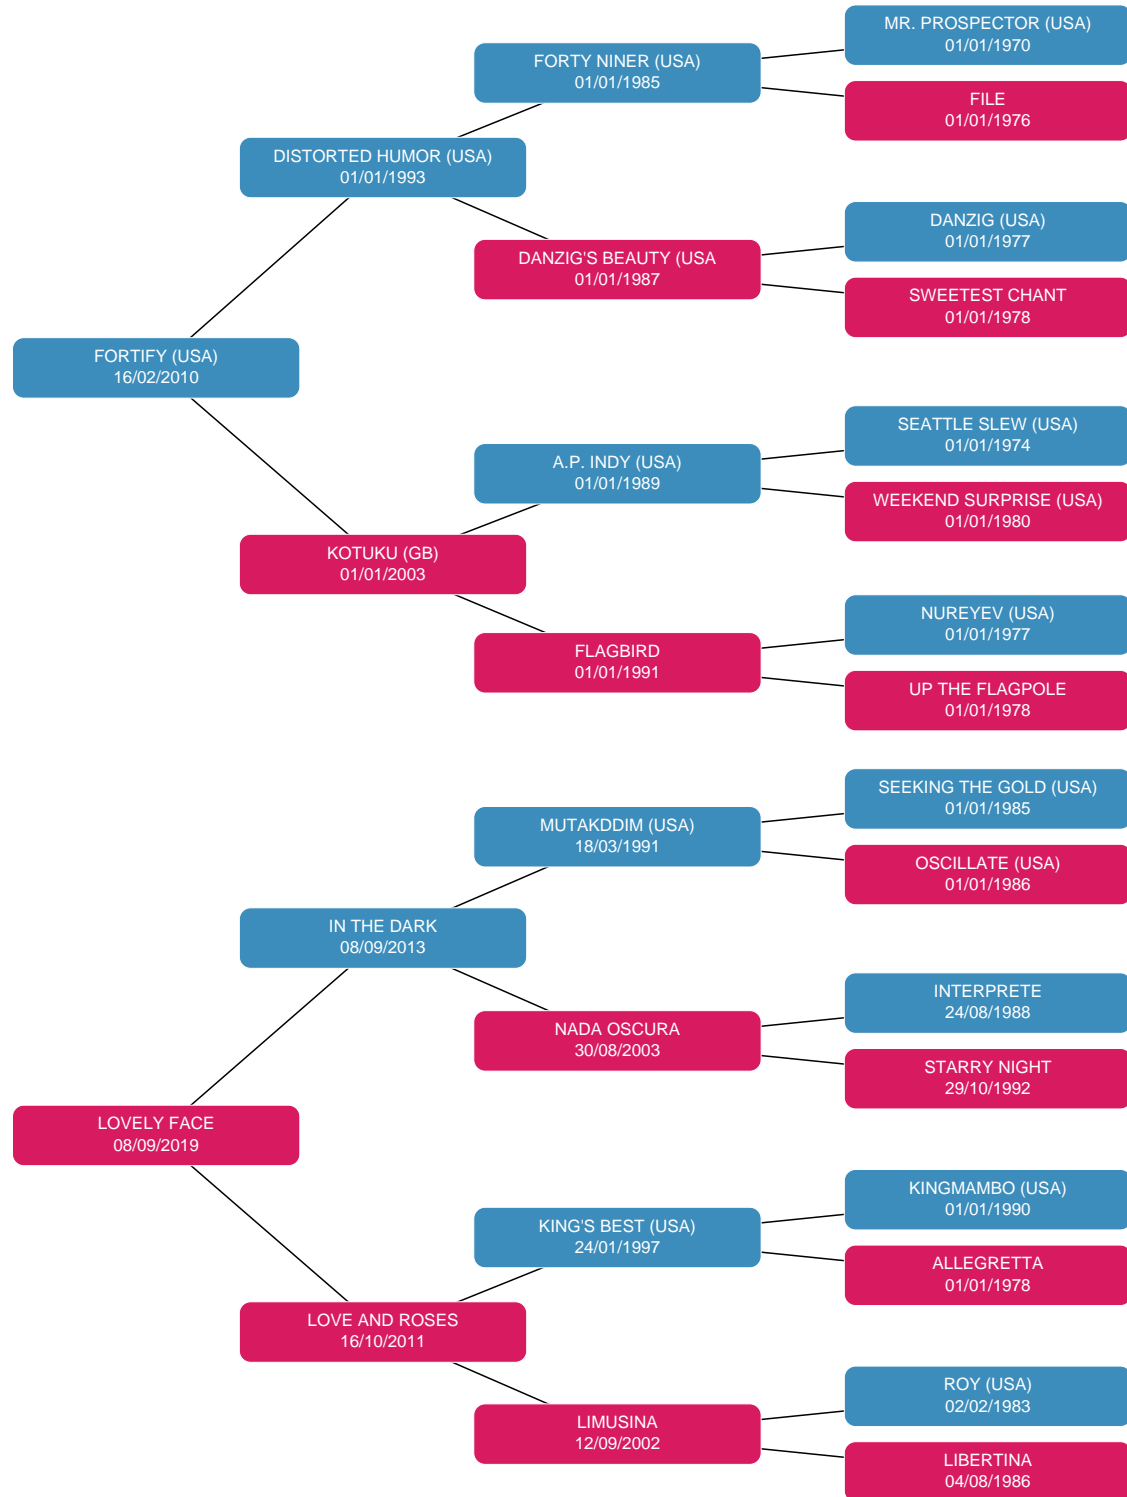 MR. PROSPECTOR (USA)
01/01/1970
FORTY NINER (USA)
01/01/1985
FILE
01/01/1976
DISTORTED HUMOR (USA)
01/01/1993
DANZIG (USA)
01/01/1977
DANZIG'S BEAUTY (USA
01/01/1987
SWEETEST CHANT
01/01/1978
FORTIFY (USA)
16/02/2010
SEATTLE SLEW (USA)
01/01/1974
A.P. INDY (USA)
01/01/1989
WEEKEND SURPRISE (USA)
01/01/1980
KOTUKU (GB)
01/01/2003
NUREYEV (USA)
01/01/1977
FLAGBIRD
01/01/1991
UP THE FLAGPOLE
01/01/1978
SEEKING THE GOLD (USA)
01/01/1985
MUTAKDDIM (USA)
18/03/1991
OSCILLATE (USA)
01/01/1986
IN THE DARK
08/09/2013
INTERPRETE
24/08/1988
NADA OSCURA
30/08/2003
STARRY NIGHT
29/10/1992
LOVELY FACE
08/09/2019
KINGMAMBO (USA)
01/01/1990
KING'S BEST (USA)
24/01/1997
ALLEGRETTA
01/01/1978
LOVE AND ROSES
16/10/2011
ROY (USA)
02/02/1983
LIMUSINA
12/09/2002
LIBERTINA
04/08/1986